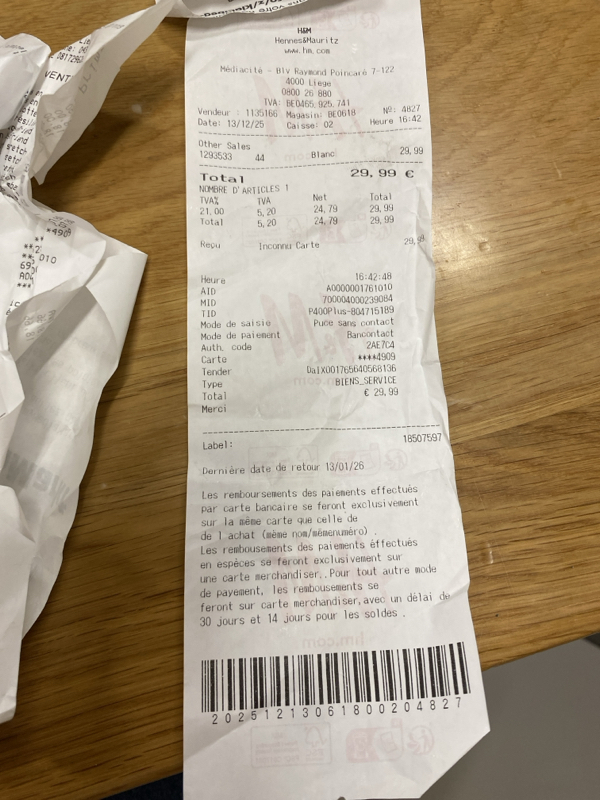 H&M
Hennes&Mauritz
www.hm.com
Médiacité - Blv Raymond Poincaré 7-122
4000 Liege
0800 26 880
TVA: BE0465.925.741
Vendeur : 1135166 Magasin: BE0618 Nº: 4827
Date: 13/12/25 Caisse: 02 Heure 16:42
Other Sales
1293533 44 Blanc 29,99
Total 29,99 €
NOMBRE D'ARTICLES 1
TVA% TVA Net Total
21,00 5,20 24,79 29,99
Total 5,20 24,79 29,99
Reçu Inconnu Carte 29,99
Heure 16:42:48
AID A0000001761010
MID 700004000239084
TID P400Plus-804715189
Mode de saisie Puce sans contact
Mode de paiement Bancontact
Auth. code 2AE7C4
Carte ****4909
Tender UalX001765640568136
Type BIENS_SERVICE
Total € 29,99
Merci
Label: 18507597
Dernière date de retour 13/01/26
Les remboursements des paiements effectués
par carte bancaire se feront exclusivement
sur la même carte que celle de
de l achat (même nom/mêmenuméro) .
Les rembousements des paiements éffectués
en espèces se feront exclusivement sur
une carte merchandiser..Pour tout autre mode
de payement, les remboursements se
feront sur carte merchandiser,avec un délai de
30 jours et 14 jours pour les soldes .
2025121306180020​4827
*4909